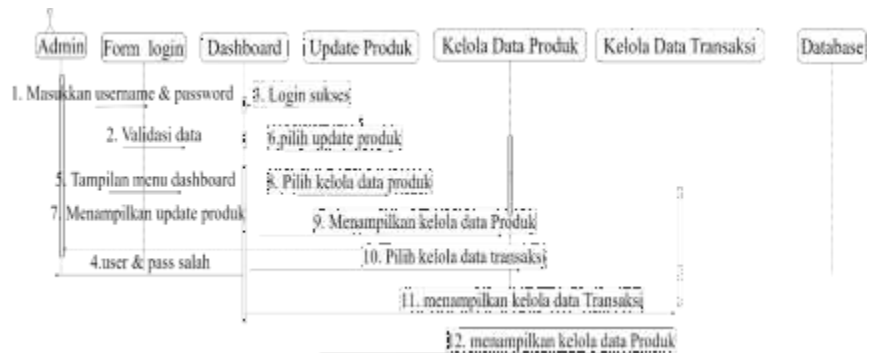 Admin
Form login
Dashboard
Update Produk
Kelola Data Produk
Kelola Data Transaksi
Database
1. Masukkan username & password
3. Login sukses
2. Validasi data
6.pilih update produk
5. Tampilan menu dashboard
8. Pilih kelola data produk
7. Menampilkan update produk
9. Menampilkan kelola data Produk
10. Pilih kelola data transaksi
4.user & pass salah
11. menampilkan kelola data Transaksi
12. menampilkan kelola data Produk